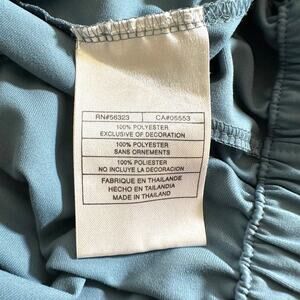 RN#56323 CA#05553
100% POLYESTER
EXCLUSIVE OF DECORATION
100% POLYESTER
SANS ORNEMENTS
100% POLIESTER
NO INCLUYE LA DECORACION
FABRIQUE EN THAILANDE
HECHO EN TAILANDIA
MADE IN THAILAND